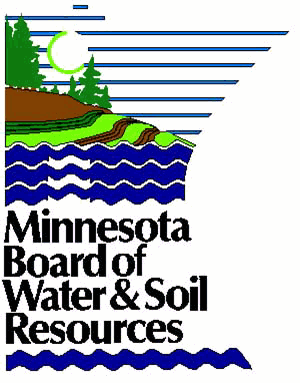 Minnesota
Board of
Water & Soil
Resources